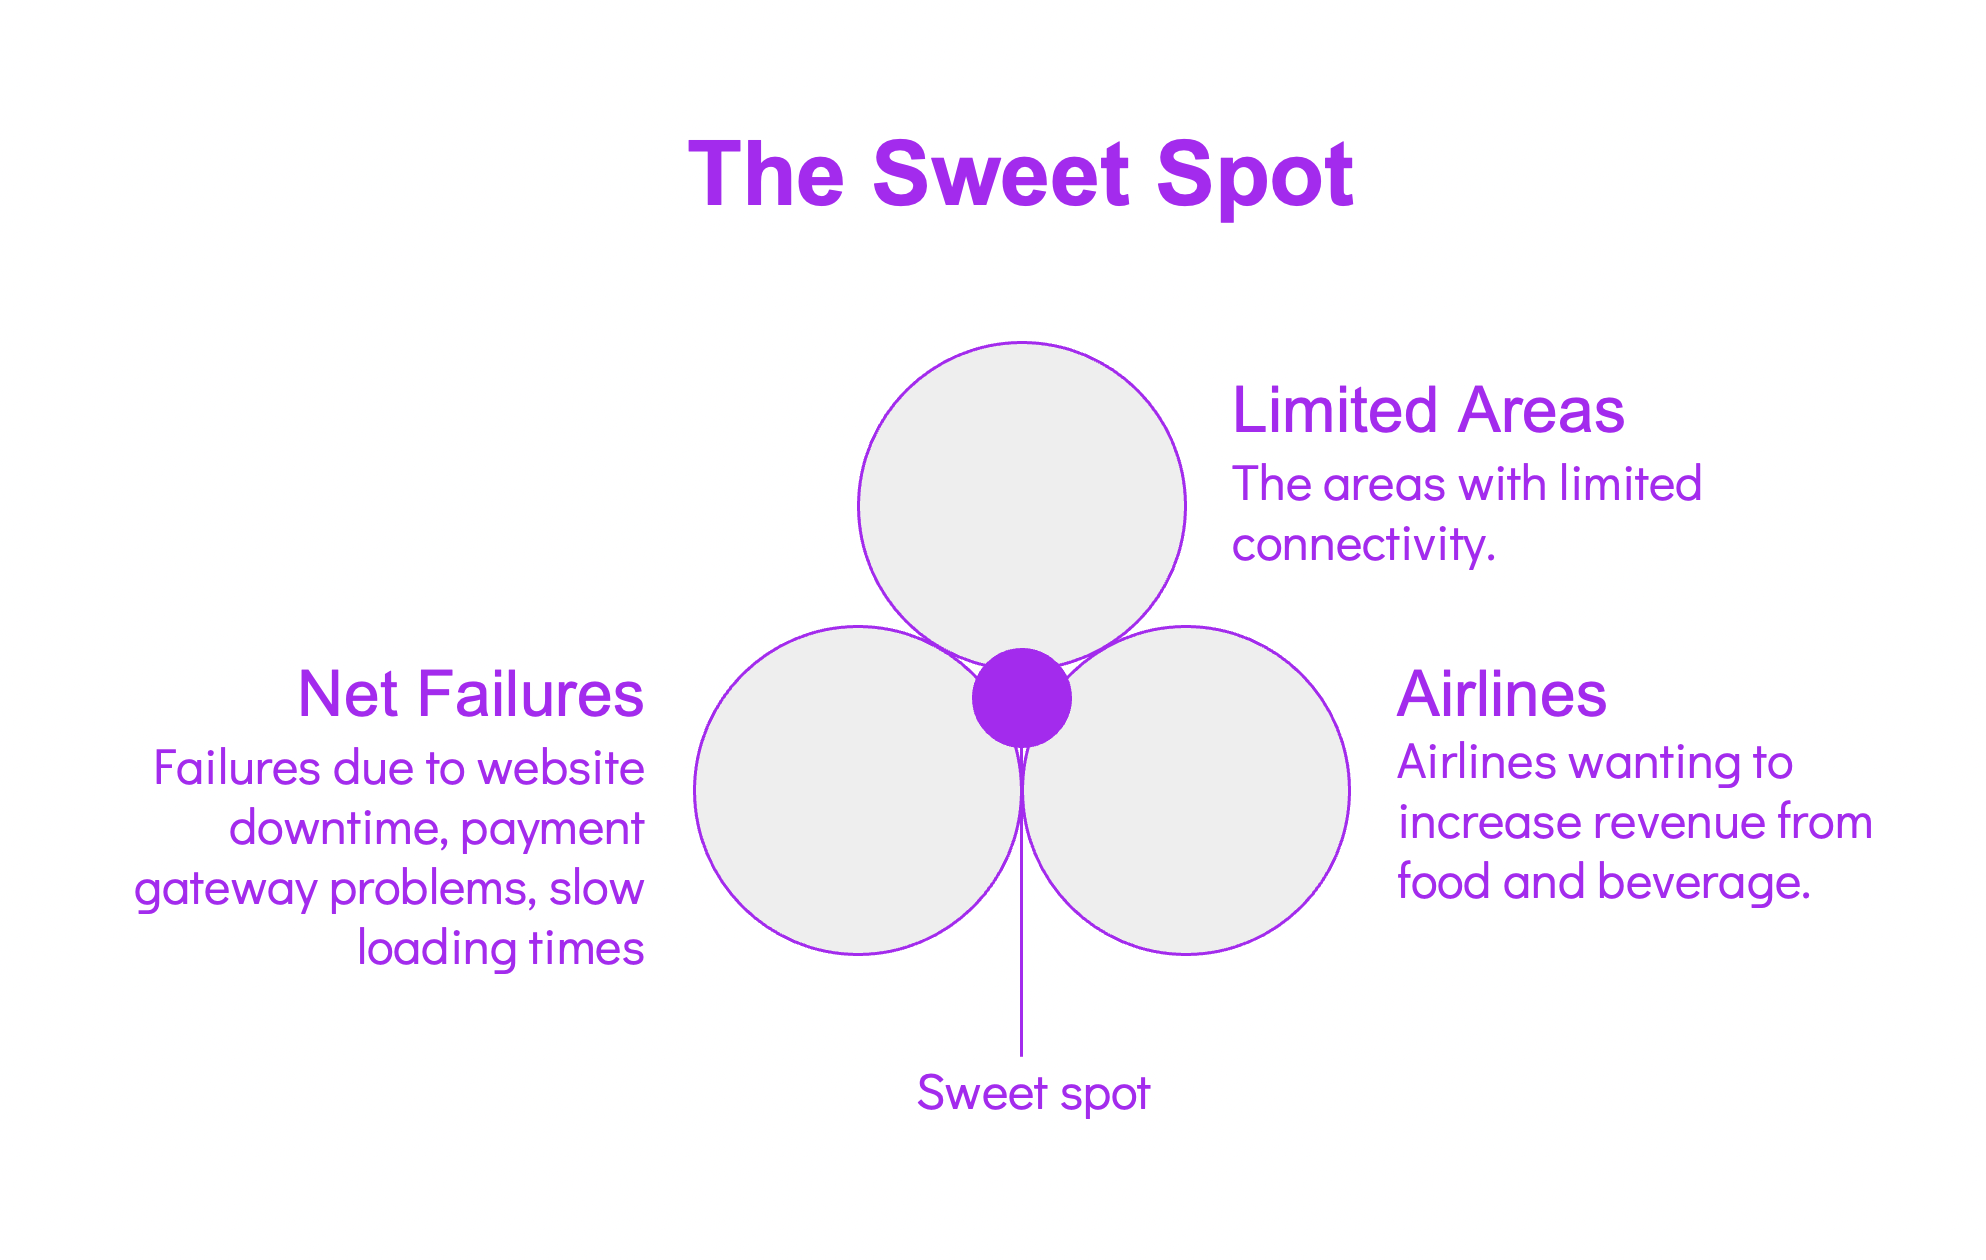 The Sweet Spot
Limited Areas
The areas with limited
connectivity.
Net Failures
Failures due to website
downtime, payment
gateway problems, slow
loading times
Airlines
Airlines wanting to
increase revenue from
food and beverage.
Sweet spot